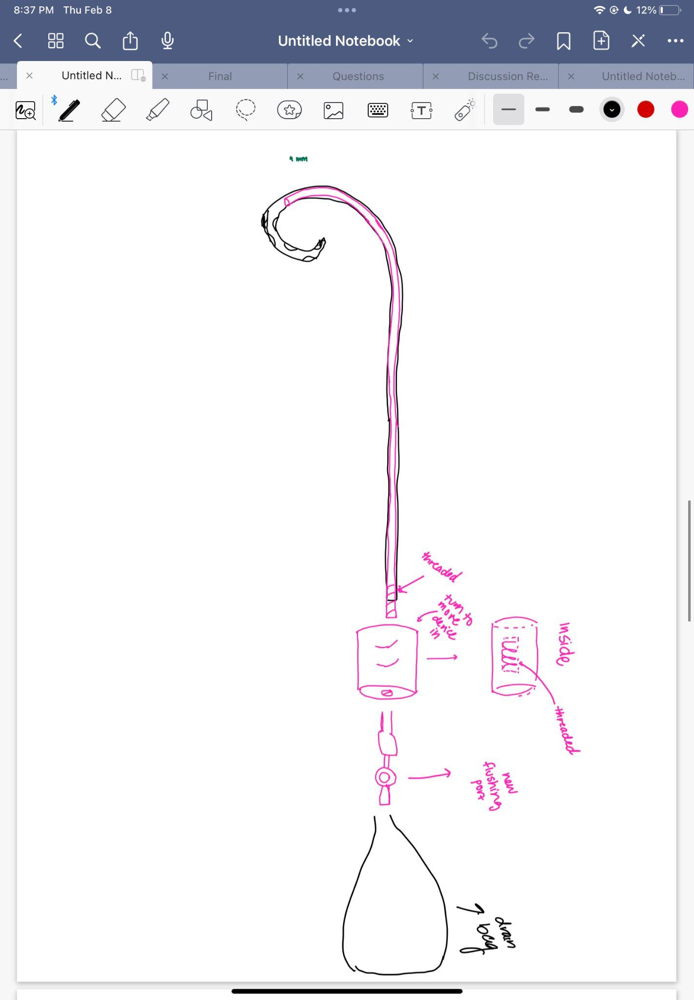 8:37 PM Thu Feb 8
12%
Untitled Notebook
... Untitled N... Final Questions Discussion Re... Untitled Noteb...
T
4 mm
threaded
turn to
more
device
in
Inside
threaded
new
flushing
port
drain
bag